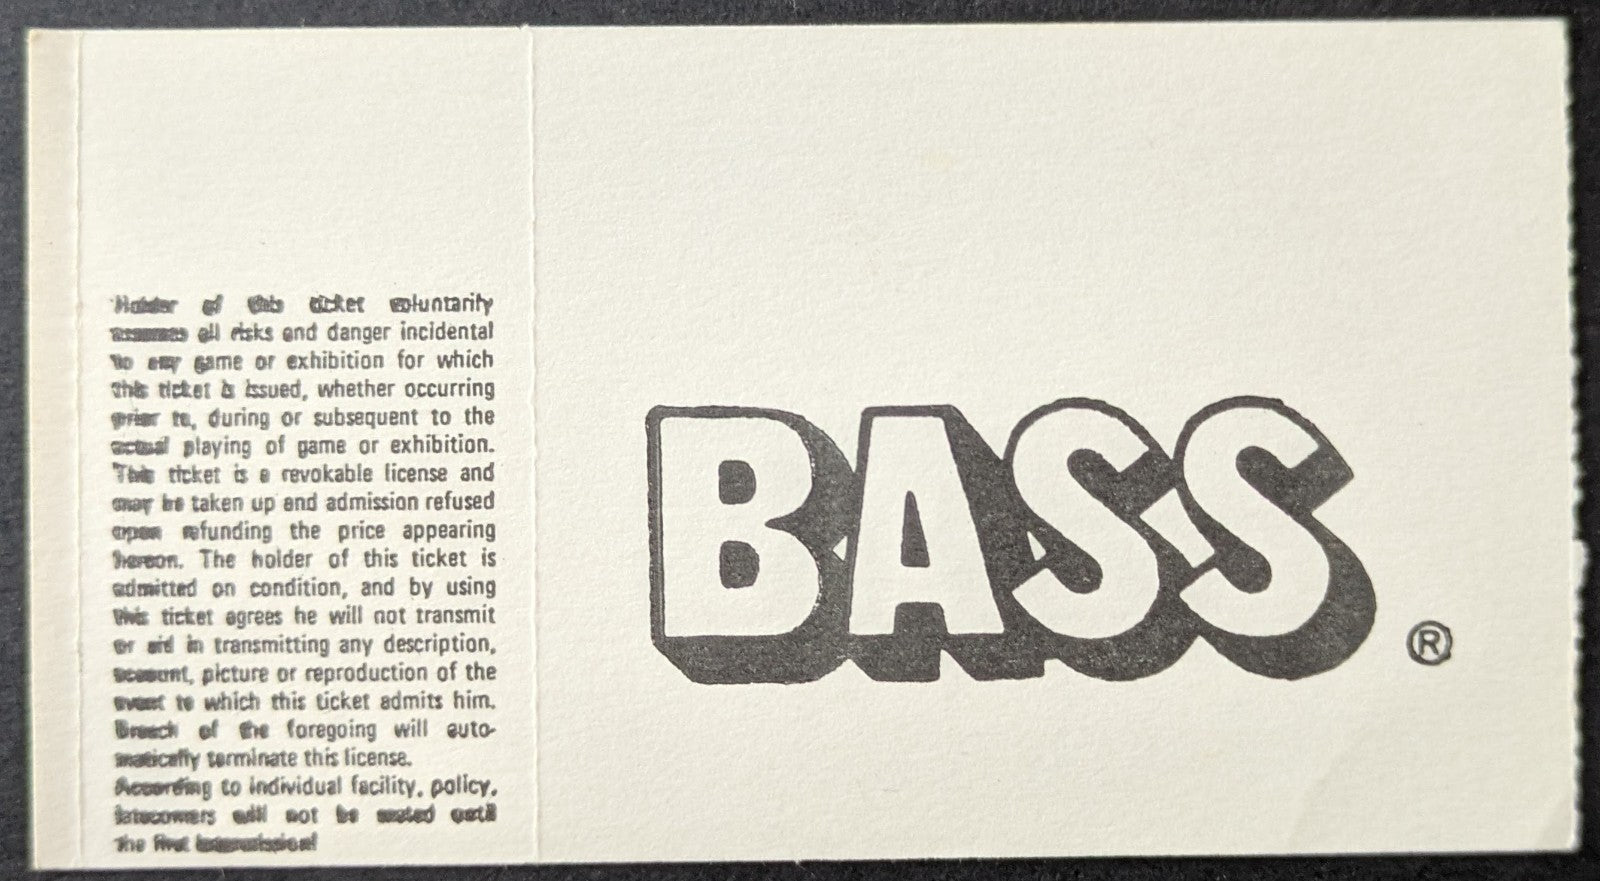 Holder of this ticket voluntarily
assumes all risks and danger incidental
to any game or exhibition for which
this ticket is issued, whether occurring
prior to, during or subsequent to the
actual playing of game or exhibition.
This ticket is a revokable license and
may be taken up and admission refused
upon refunding the price appearing
hereon. The holder of this ticket is
admitted on condition, and by using
this ticket agrees he will not transmit
or aid in transmitting any description,
account, picture or reproduction of the
event to which this ticket admits him.
Breach of the foregoing will auto-
matically terminate this license.
According to individual facility, policy,
latecomers will not be seated until
the first intermission!
BASS ®